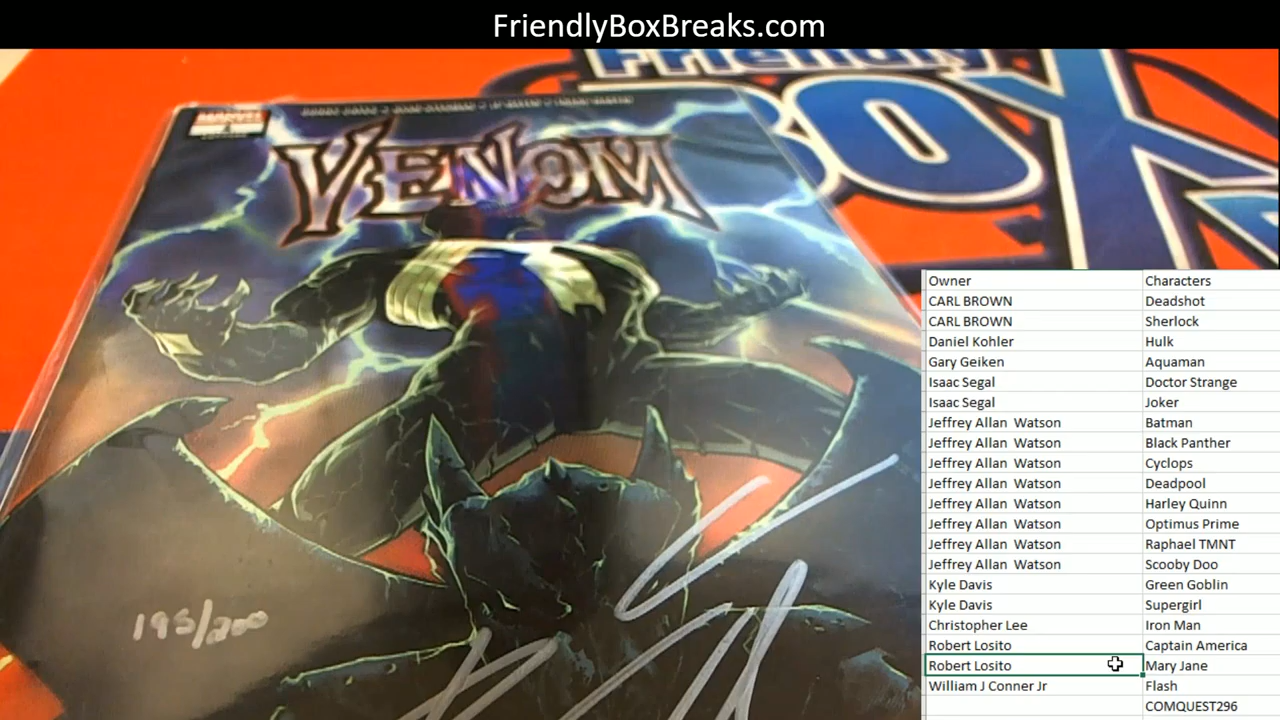 FriendlyBoxBreaks.com
Friendly
BOX
MARVEL
VENOM
195/200
Owner Characters
CARL BROWN Deadshot
CARL BROWN Sherlock
Daniel Kohler Hulk
Gary Geiken Aquaman
Isaac Segal Doctor Strange
Isaac Segal Joker
Jeffrey Allan Watson Batman
Jeffrey Allan Watson Black Panther
Jeffrey Allan Watson Cyclops
Jeffrey Allan Watson Deadpool
Jeffrey Allan Watson Harley Quinn
Jeffrey Allan Watson Optimus Prime
Jeffrey Allan Watson Raphael TMNT
Jeffrey Allan Watson Scooby Doo
Kyle Davis Green Goblin
Kyle Davis Supergirl
Christopher Lee Iron Man
Robert Losito Captain America
Robert Losito Mary Jane
William J Conner Jr Flash
COMQUEST296